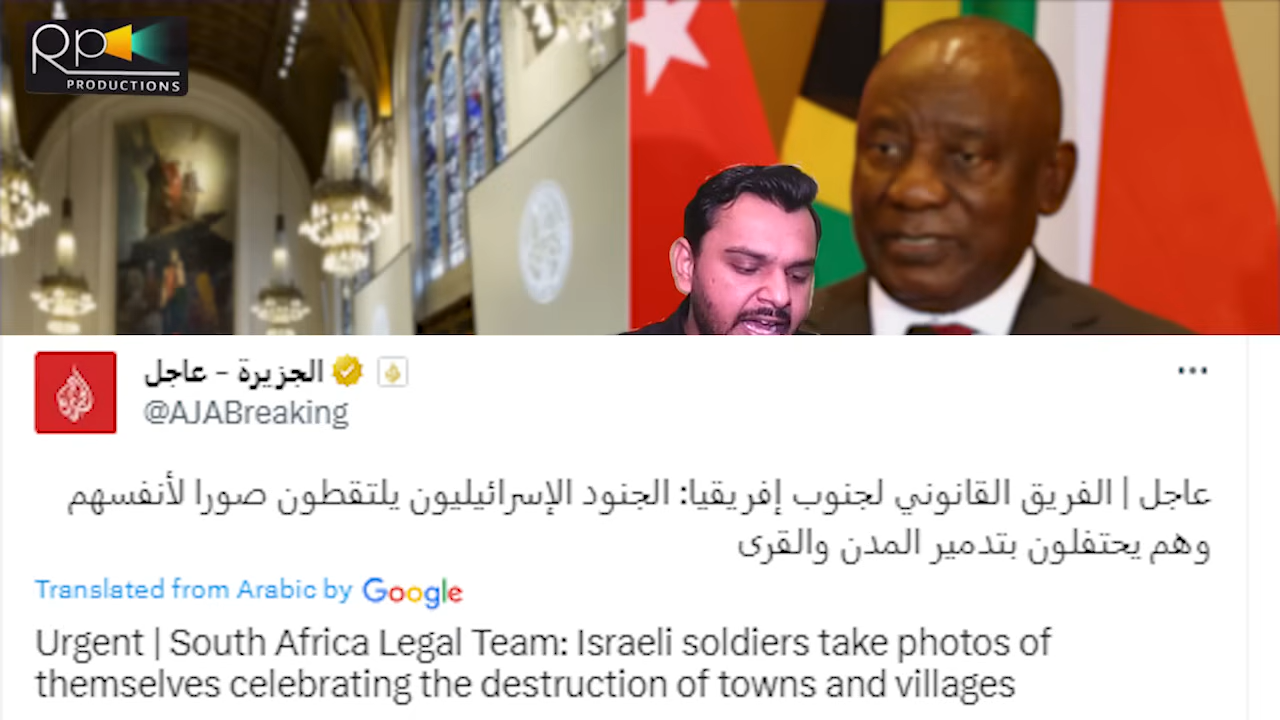 RP
PRODUCTIONS
الجزيرة - عاجل
@AJABreaking
عاجل | الفريق القانوني لجنوب إفريقيا: الجنود الإسرائيليون يلتقطون صورا لأنفسهم
وهم يحتفلون بتدمير المدن والقرى
Translated from Arabic by Google
Urgent | South Africa Legal Team: Israeli soldiers take photos of
themselves celebrating the destruction of towns and villages